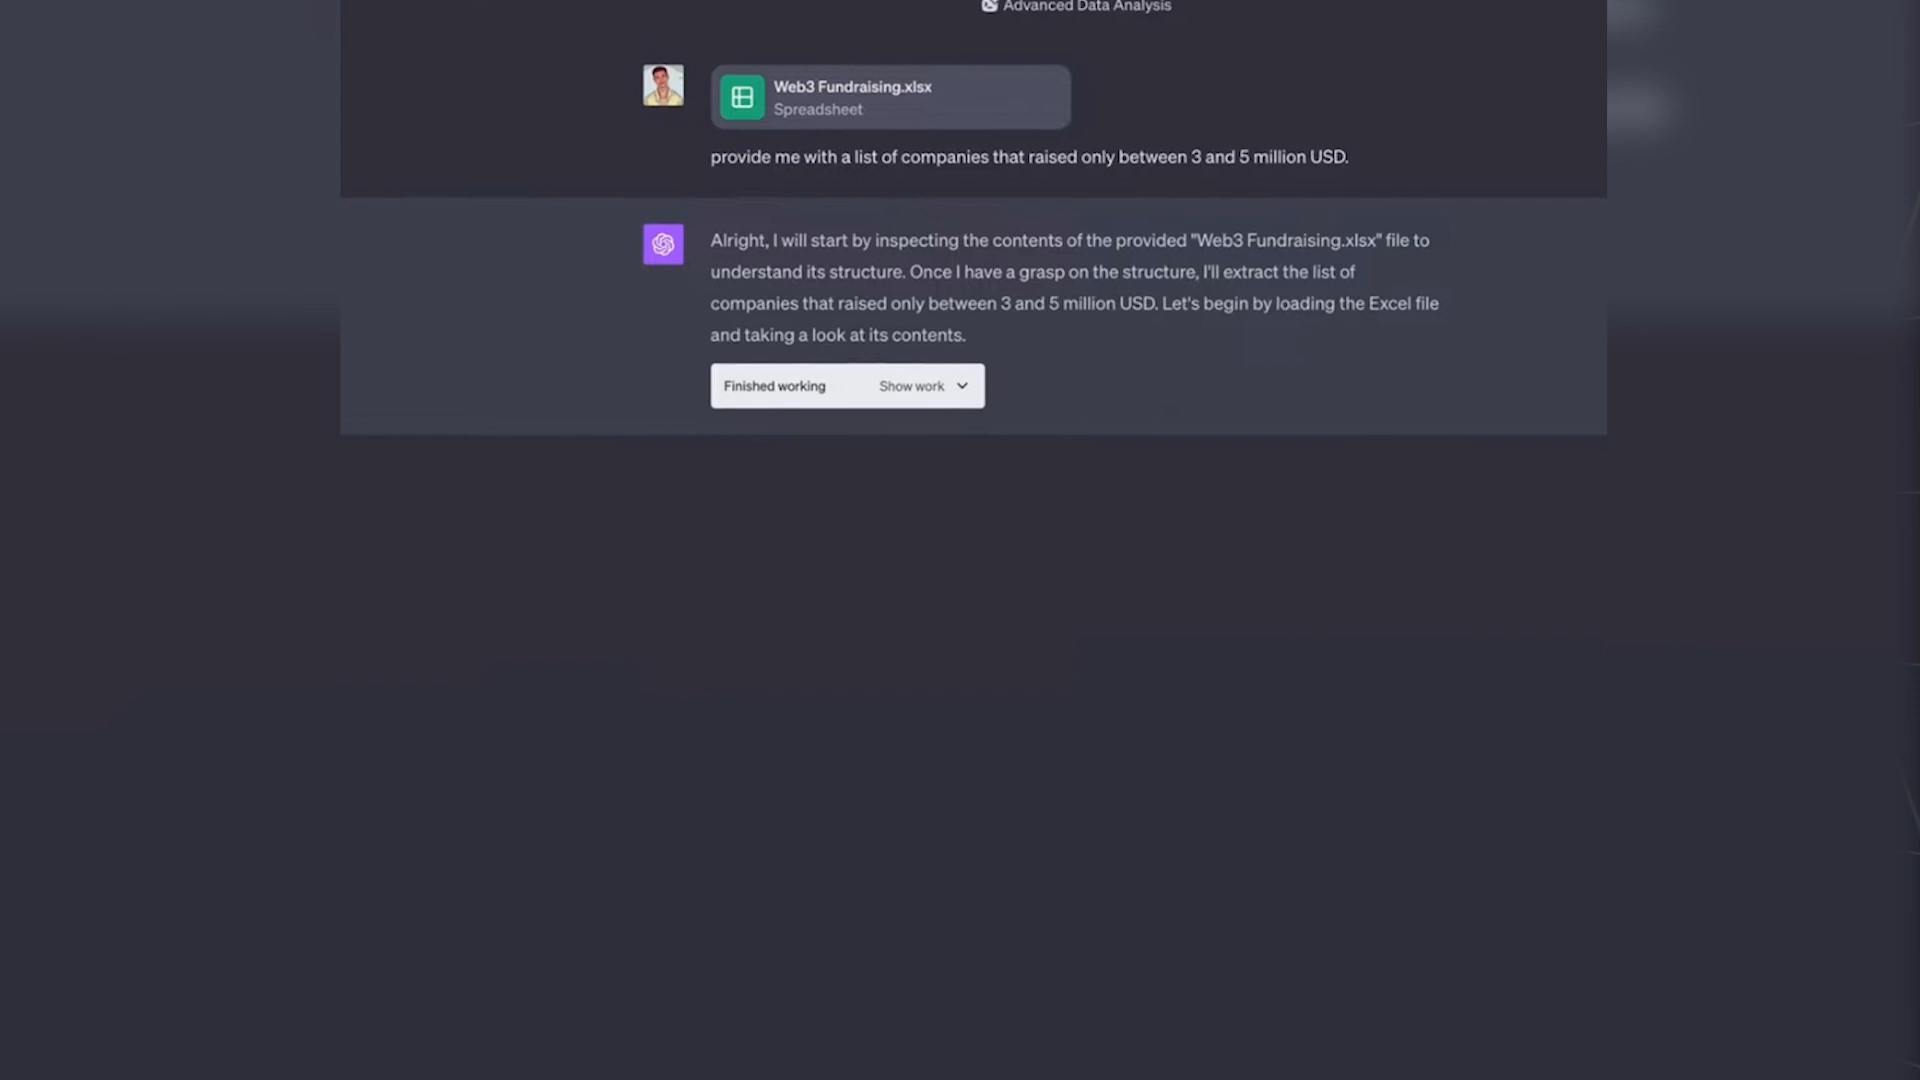 Advanced Data Analysis
Web3 Fundraising.xlsx
Spreadsheet
provide me with a list of companies that raised only between 3 and 5 million USD.
Alright, I will start by inspecting the contents of the provided "Web3 Fundraising.xlsx" file to
understand its structure. Once I have a grasp on the structure, I'll extract the list of
companies that raised only between 3 and 5 million USD. Let's begin by loading the Excel file
and taking a look at its contents.
Finished working Show work